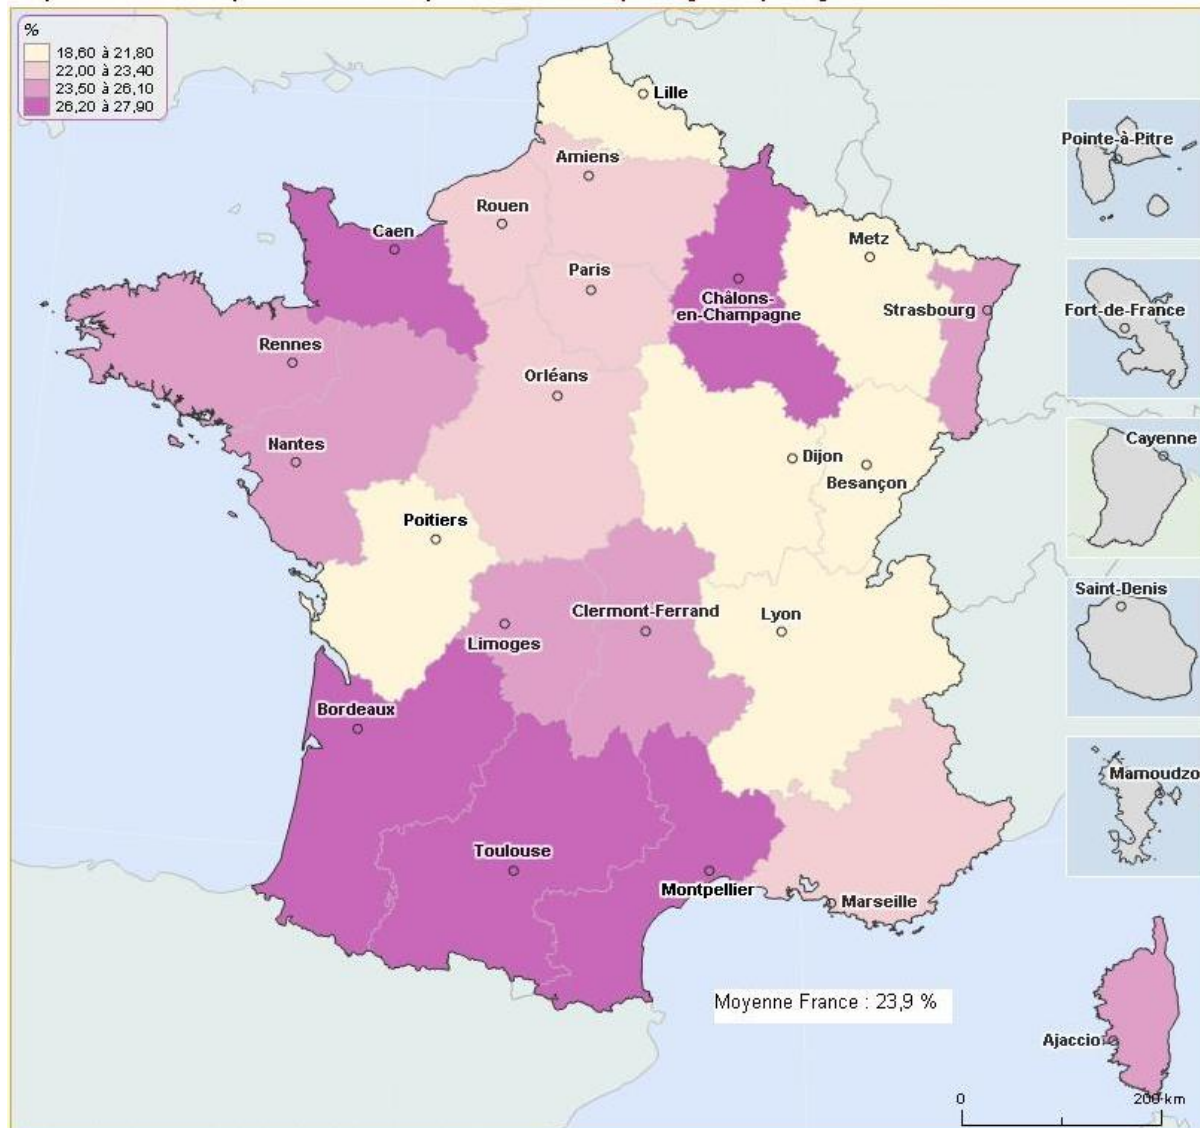 %
18,60 à 21,80
22,00 à 23,40
23,50 à 26,10
26,20 à 27,90
Lille
Pointe-à-Pitre
Amiens
Rouen
Caen
Metz
Paris
Châlons-
en-Champagne
Strasbourg
Fort-de-France
Rennes
Orléans
Nantes
Cayenne
Dijon
Besançon
Poitiers
Saint-Denis
Clermont-Ferrand
Lyon
Limoges
Bordeaux
Mamoudzo
Toulouse
Montpellier
Marseille
Moyenne France : 23,9 %
Ajaccio
0
200 km